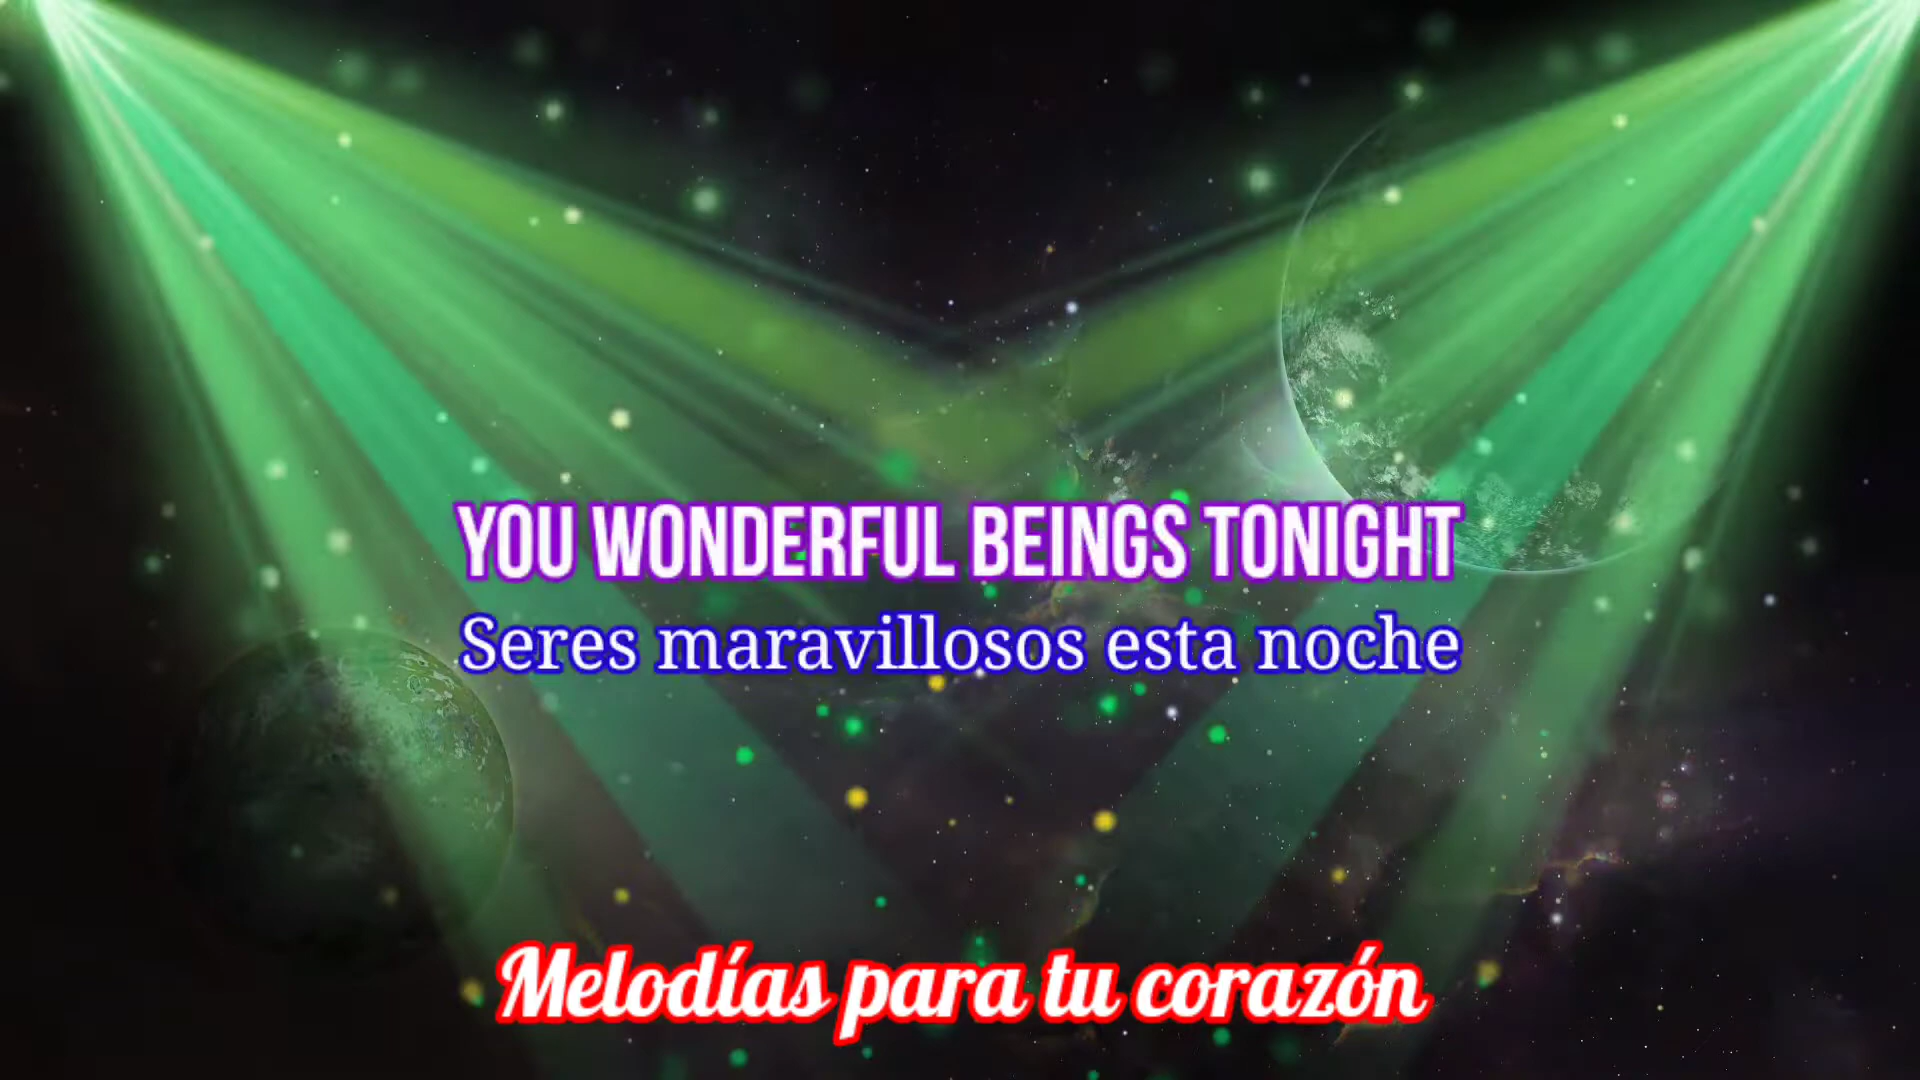 YOU WONDERFUL BEINGS TONIGHT
Seres maravillosos esta noche
Melodías para tu corazón